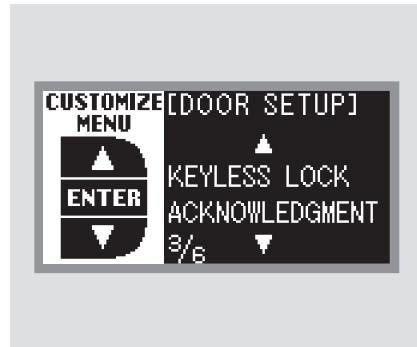 CUSTOMIZE
MENU
ENTER
[DOOR SETUP]
KEYLESS LOCK
ACKNOWLEDGMENT
3/6